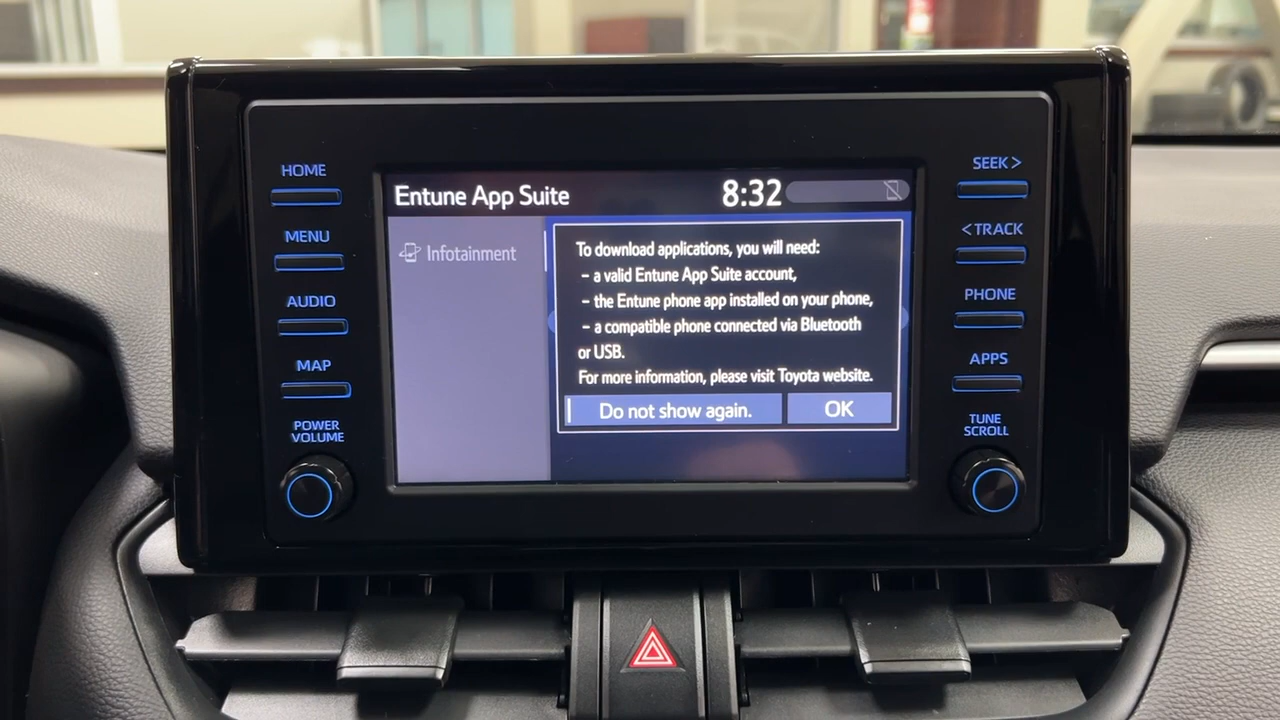 HOME
MENU
AUDIO
MAP
POWER
VOLUME
Entune App Suite 8:32
Infotainment
To download applications, you will need:
- a valid Entune App Suite account,
- the Entune phone app installed on your phone,
- a compatible phone connected via Bluetooth
or USB.
For more information, please visit Toyota website.
Do not show again. OK
SEEK >
< TRACK
PHONE
APPS
TUNE
SCROLL